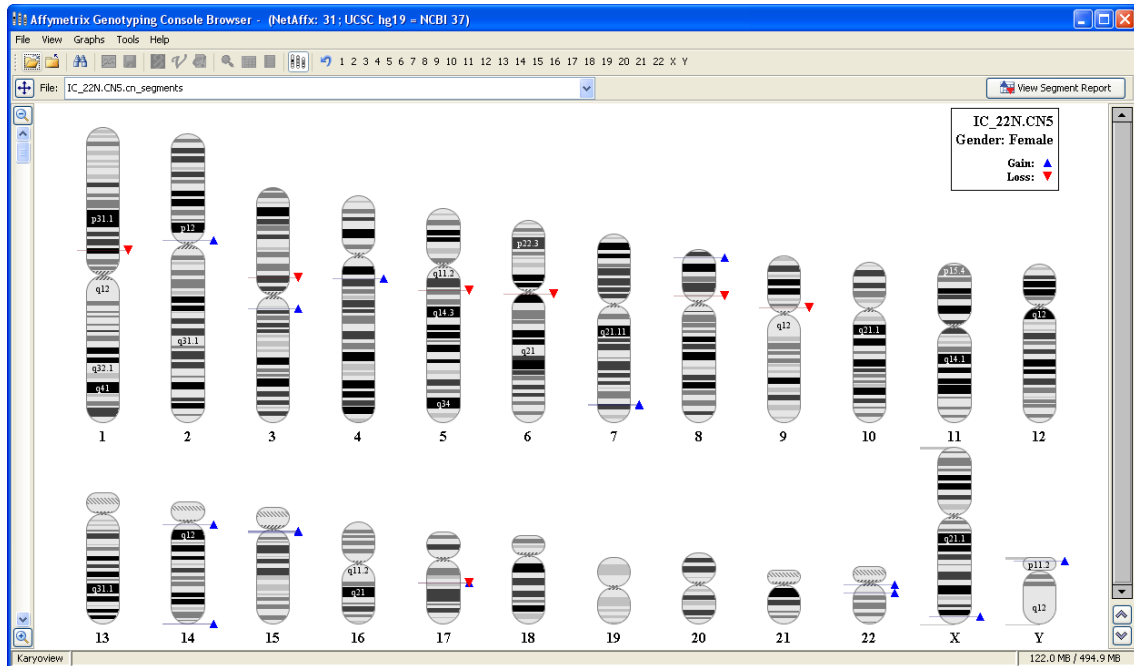 Affymetrix Genotyping Console Browser - (NetAffx: 31; UCSC hg19 = NCBI 37)
File View Graphs Tools Help
1 2 3 4 5 6 7 8 9 10 11 12 13 14 15 16 17 18 19 20 21 22 X Y
File: IC_22N.CN5.cn_segments View Segment Report
IC_22N.CN5
Gender: Female
Gain:
Loss:
p31.1 p12 p22.3 p15.4
q12 q11.2 q12 q12
q31.1 q14.3 q21 q21.11 q21.1 q14.1
q32.1
q41 q34
1 2 3 4 5 6 7 8 9 10 11 12
q31.1 q12 q11.2 q21 q21.1 p11.2 q12
13 14 15 16 17 18 19 20 21 22 X Y
Karyoview 122.0 MB / 494.9 MB